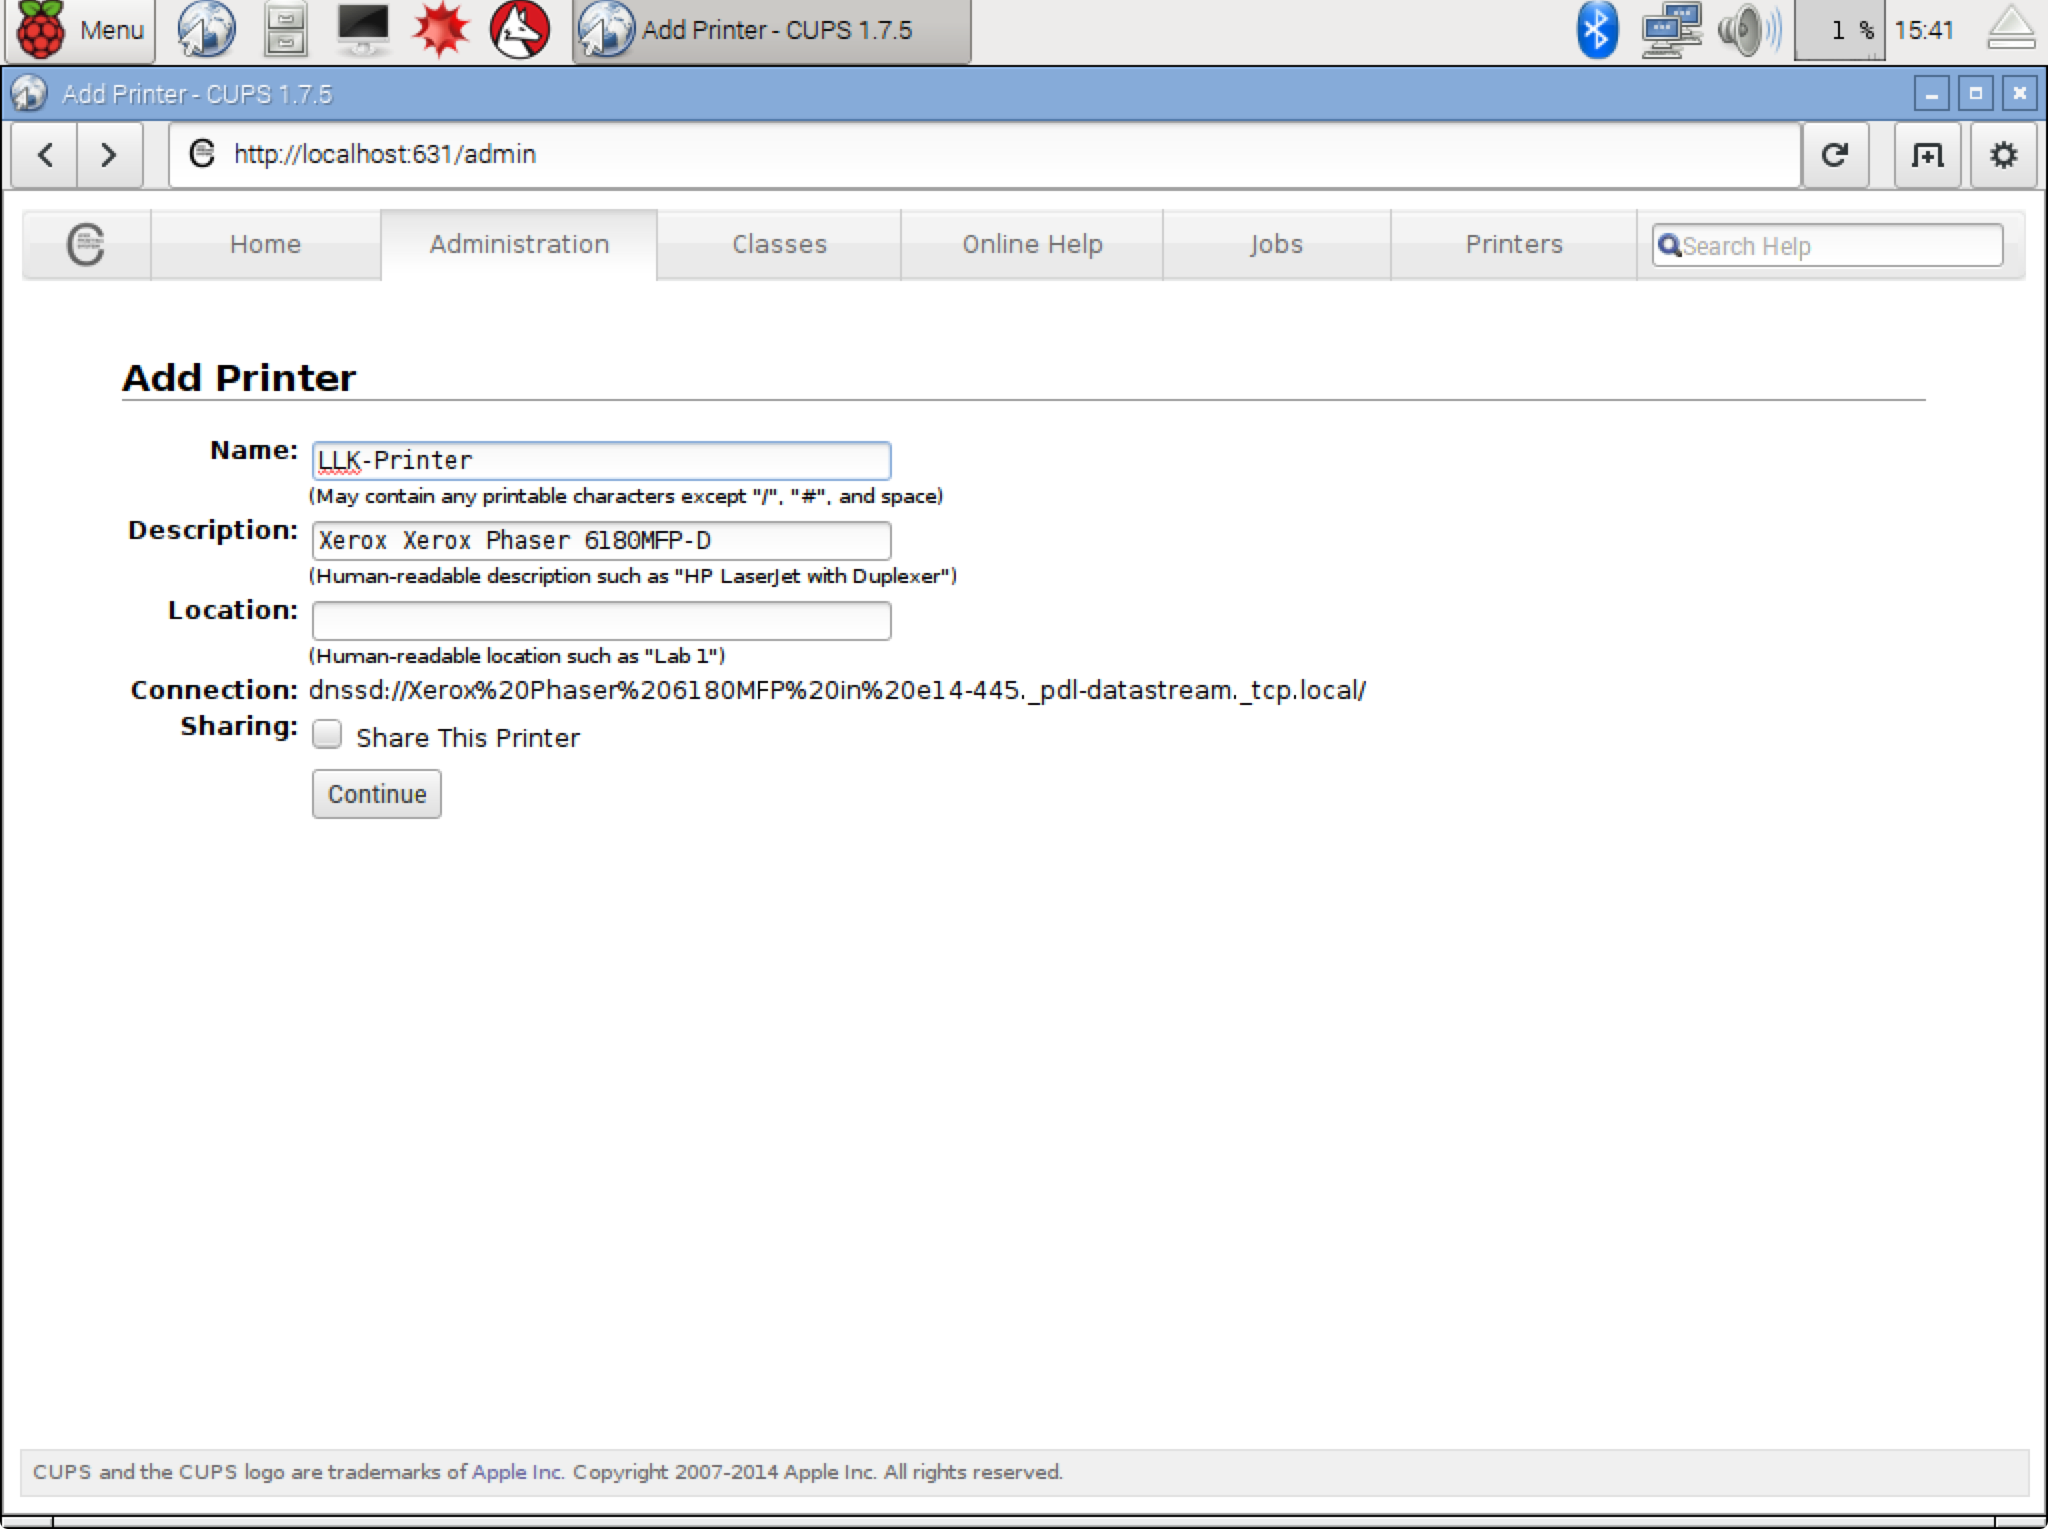 Menu Add Printer - CUPS 1.7.5 1 % 15:41
Add Printer - CUPS 1.7.5
http://localhost:631/admin
Home Administration Classes Online Help Jobs Printers Search Help
Add Printer
Name: LLK-Printer
(May contain any printable characters except "/", "#", and space)
Description: Xerox Xerox Phaser 6180MFP-D
(Human-readable description such as "HP LaserJet with Duplexer")
Location:
(Human-readable location such as "Lab 1")
Connection: dnssd://Xerox%20Phaser%206180MFP%20in%20e14-445._pdl-datastream._tcp.local/
Sharing: Share This Printer
Continue
CUPS and the CUPS logo are trademarks of Apple Inc. Copyright 2007-2014 Apple Inc. All rights reserved.